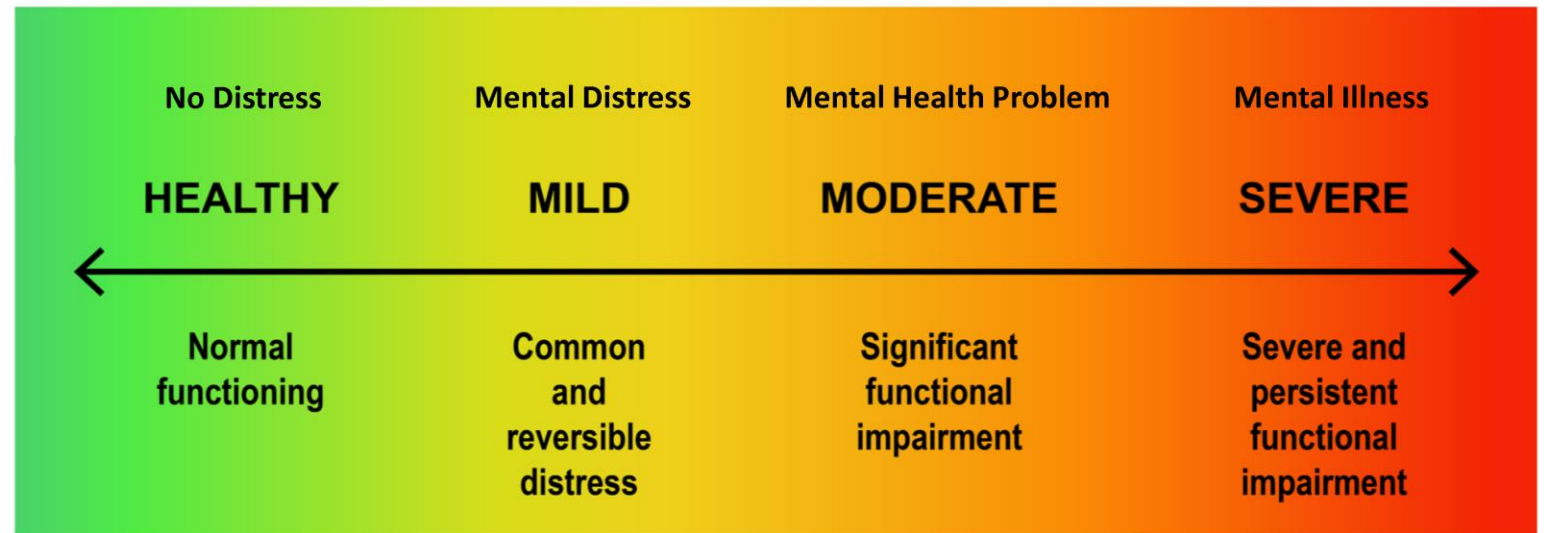 No Distress
Mental Distress
Mental Health Problem
Mental Illness
HEALTHY
MILD
MODERATE
SEVERE
Normal
functioning
Common
and
reversible
distress
Significant
functional
impairment
Severe and
persistent
functional
impairment